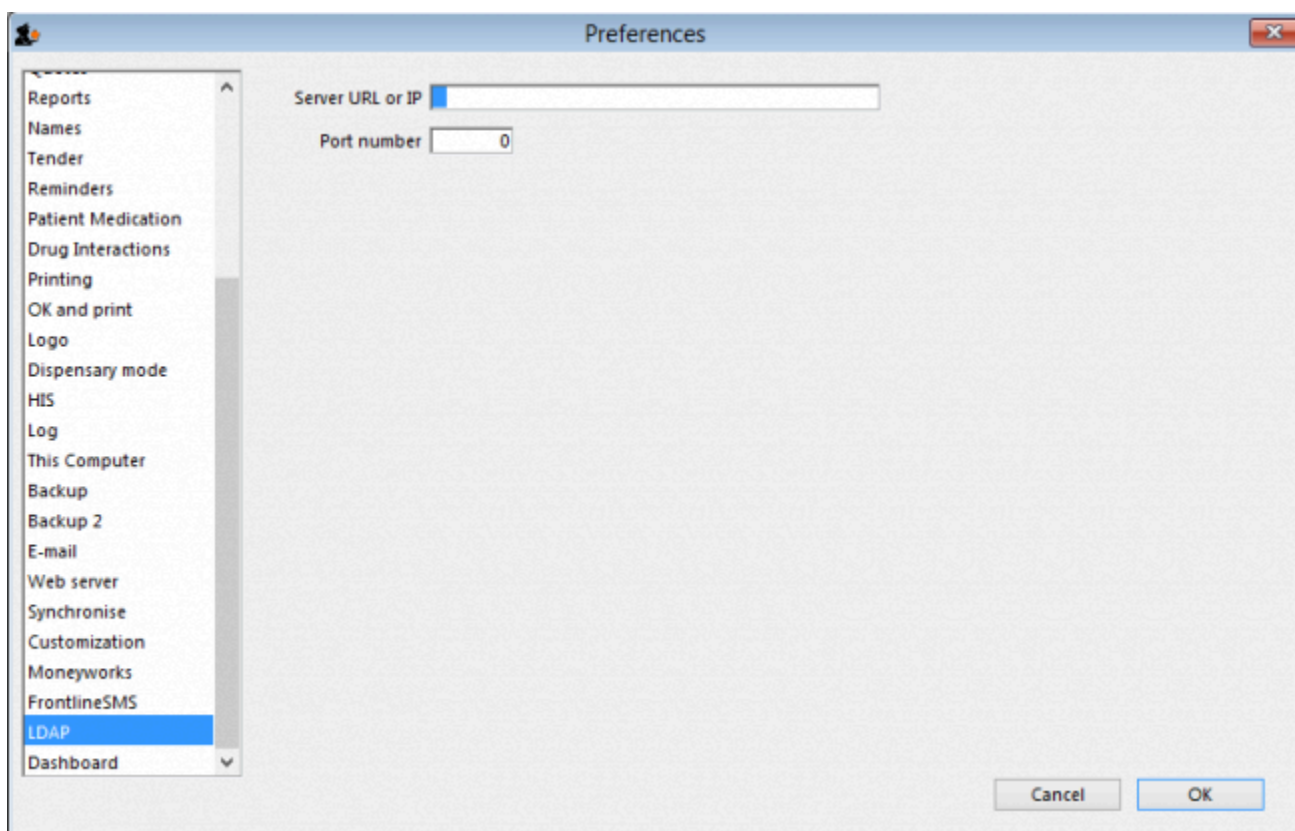 Preferences
Reports
Names
Tender
Reminders
Patient Medication
Drug Interactions
Printing
OK and print
Logo
Dispensary mode
HIS
Log
This Computer
Backup
Backup 2
E-mail
Web server
Synchronise
Customization
Moneyworks
FrontlineSMS
LDAP
Dashboard
Server URL or IP
Port number 0
Cancel OK